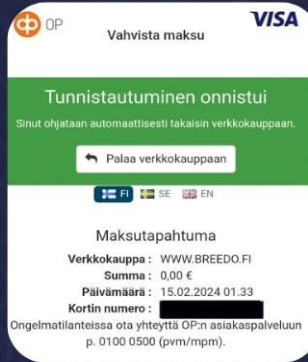 OP
VISA
Vahvista maksu
Tunnistautuminen onnistui
Sinut ohjataan automaattisesti takaisin verkkokauppaan.
Palaa verkkokauppaan
FI SE EN
Maksutapahtuma
Verkkokauppa : WWW.BREEDO.FI
Summa : 0,00 €
Päivämäärä : 15.02.2024 01.33
Kortin numero :
Ongelmatilanteissa ota yhteyttä OP:n asiakaspalveluun
p. 0100 0500 (pvm/mpm).